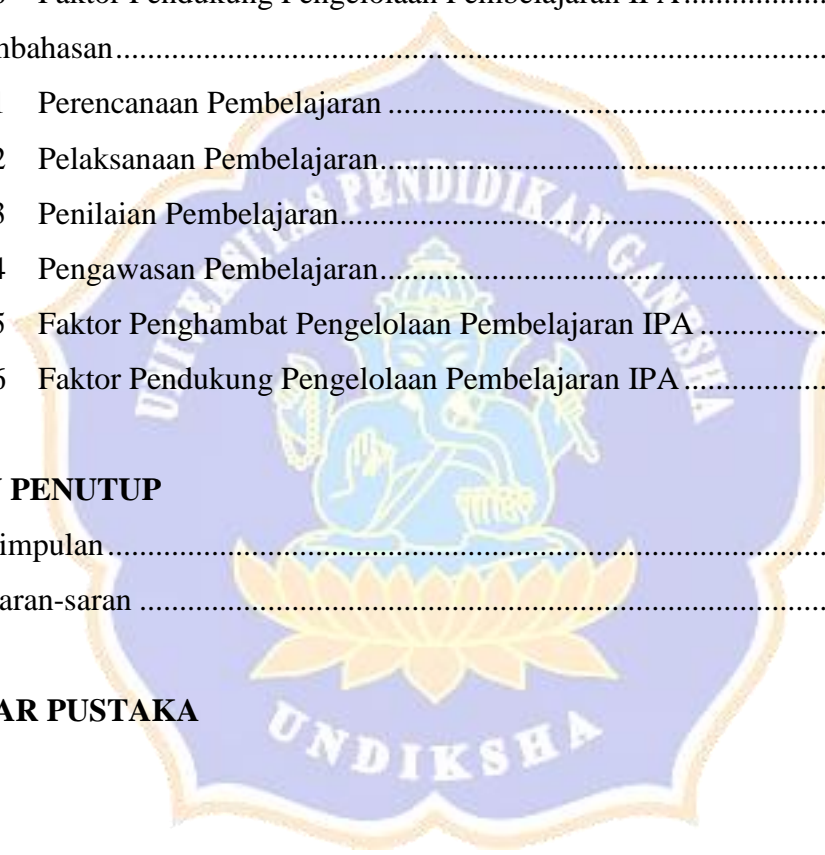 Faktor Pendukung Pengelolaan Pembelajaran IPA................
mbahasan................................................................
Perencanaan Pembelajaran................................
2 Pelaksanaan Pembelajaran................................
3 Penilaian Pembelajaran................................
4 Pengawasan Pembelajaran................................
5 Faktor Penghambat Pengelolaan Pembelajaran IPA................
6 Faktor Pendukung Pengelolaan Pembelajaran IPA................
PENUTUP
impulan................................................................
aran-saran................................................................
AR PUSTAKA
UNIVERSITAS PENDIDIKAN GANESHA
UNDIKSHA